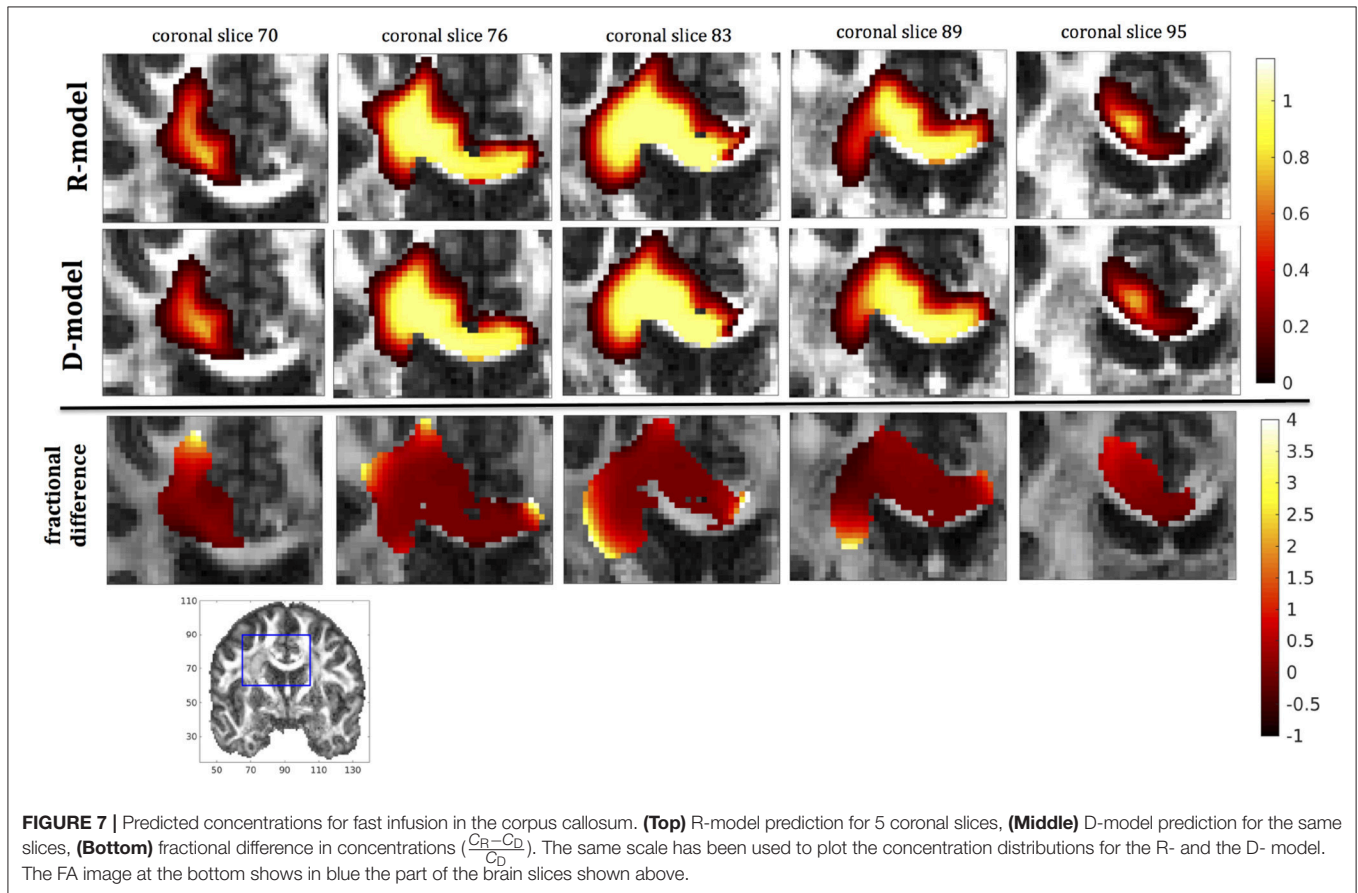 coronal slice 70 coronal slice 76 coronal slice 83 coronal slice 89 coronal slice 95
R-model
1
0.8
0.6
0.4
0.2
0
D-model
fractional
difference
4
3.5
3
2.5
2
1.5
1
0.5
0
-0.5
-1
110
90
70
50
30
50 70 90 110 130
FIGURE 7 | Predicted concentrations for fast infusion in the corpus callosum. (Top) R-model prediction for 5 coronal slices, (Middle) D-model prediction for the same
slices, (Bottom) fractional difference in concentrations (\frac{C_R−C_D}{C_D}). The same scale has been used to plot the concentration distributions for the R- and the D- model.
The FA image at the bottom shows in blue the part of the brain slices shown above.